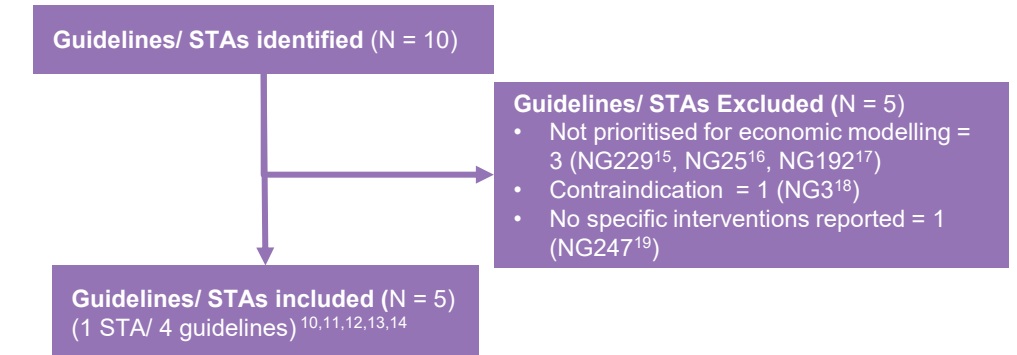 Guidelines/ STAs identified (N = 10)
Guidelines/ STAs Excluded (N = 5)
• Not prioritised for economic modelling =
3 (NG229¹⁵, NG25¹⁶, NG192¹⁷)
• Contraindication = 1 (NG3¹⁸)
• No specific interventions reported = 1
(NG247¹⁹)
Guidelines/ STAs included (N = 5)
(1 STA/ 4 guidelines) ¹⁰,¹¹,¹²,¹³,¹⁴